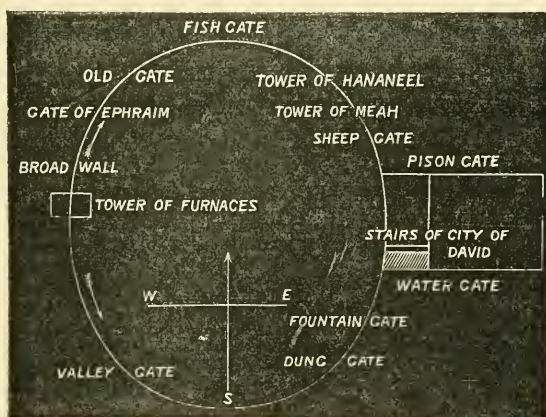 FISH GATE
OLD GATE
TOWER OF HANANEEL
GATE OF EPHRAIM
TOWER OF MEAH
SHEEP GATE
BROAD WALL
PISON GATE
TOWER OF FURNACES
STAIRS OF CITY OF
DAVID
W
E
WATER GATE
FOUNTAIN GATE
DUNG GATE
VALLEY GATE
S